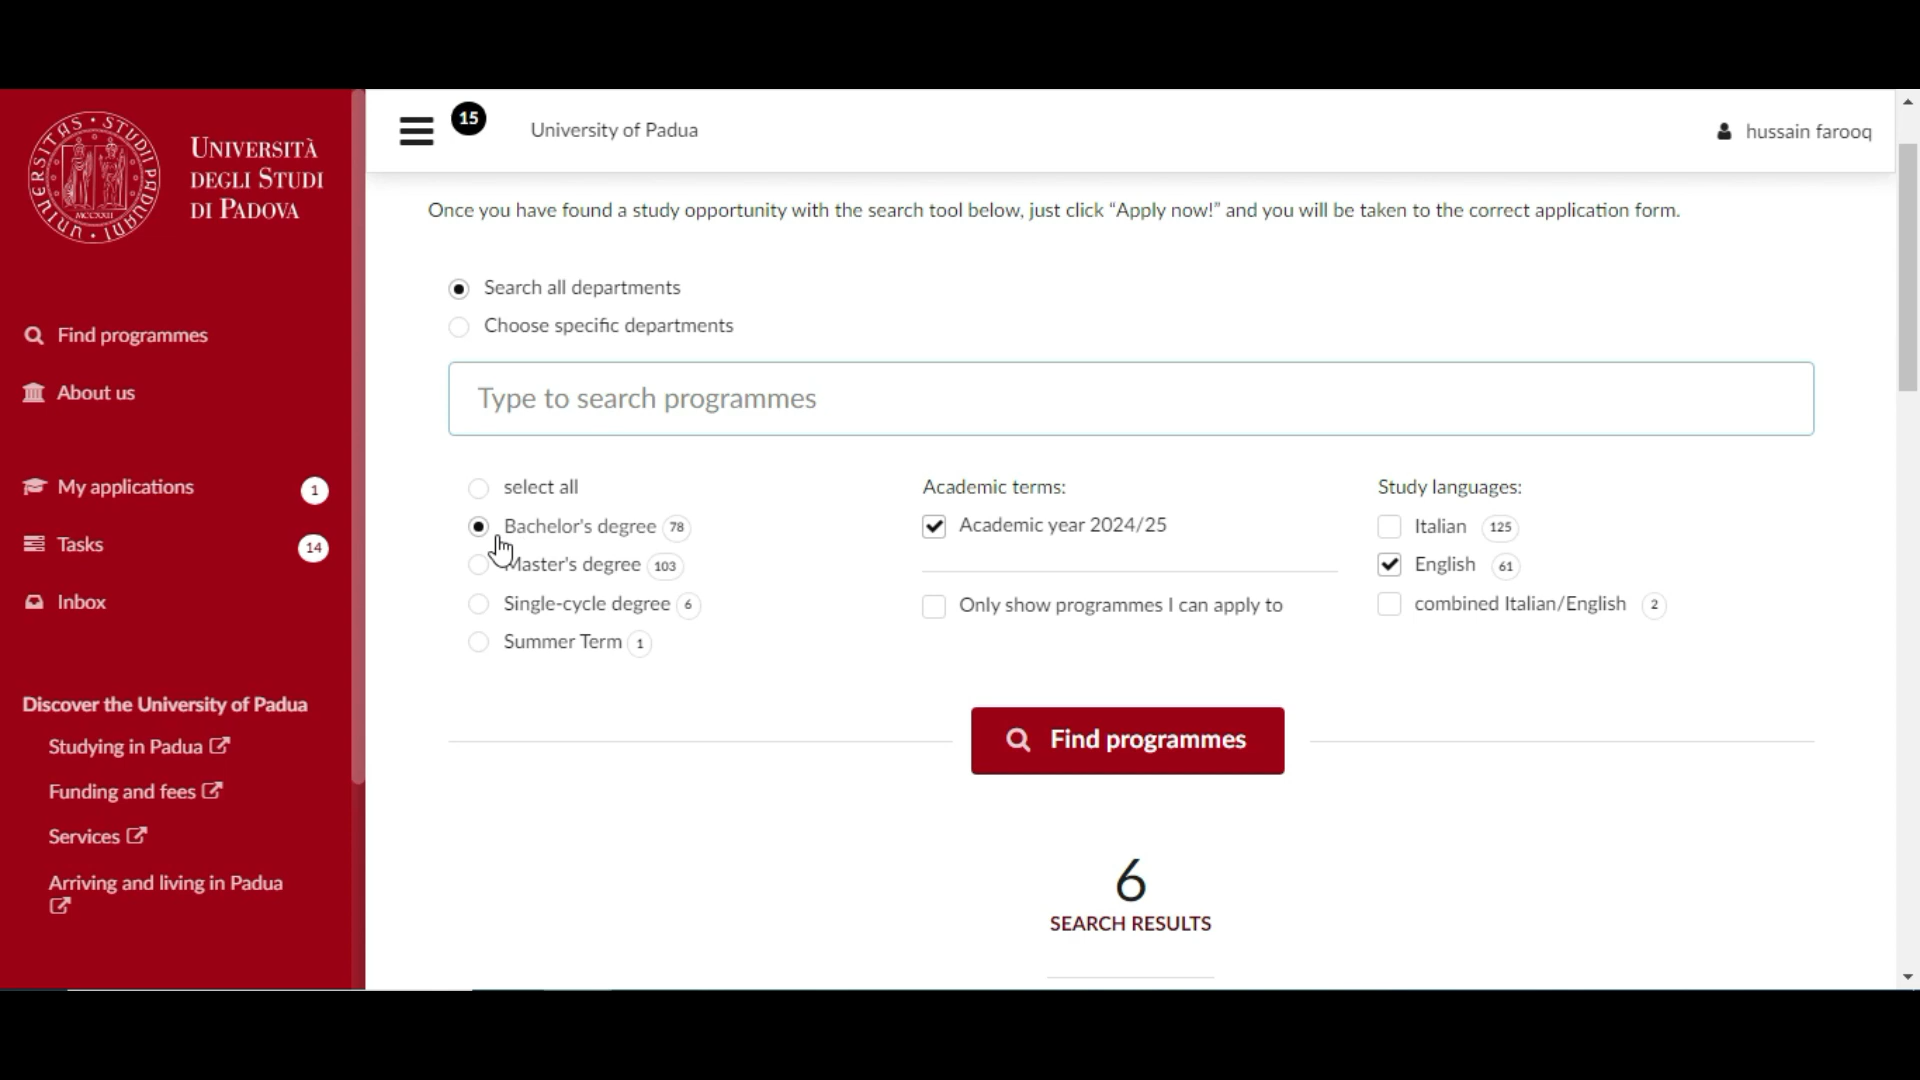 UNIVERSITAS STUDII PADUANI
MCCXXII
UNIVERSITÀ
DEGLI STUDI
DI PADOVA
15
University of Padua
hussain farooq
Once you have found a study opportunity with the search tool below, just click “Apply now!” and you will be taken to the correct application form.
Search all departments
Choose specific departments
Type to search programmes
Find programmes
About us
My applications 1
Tasks 14
Inbox
select all
Bachelor's degree 78
Master's degree 103
Single-cycle degree 6
Summer Term 1
Academic terms:
Academic year 2024/25
Only show programmes I can apply to
Study languages:
Italian 125
English 61
combined Italian/English 2
Discover the University of Padua
Studying in Padua
Funding and fees
Services
Arriving and living in Padua
Find programmes
6
SEARCH RESULTS